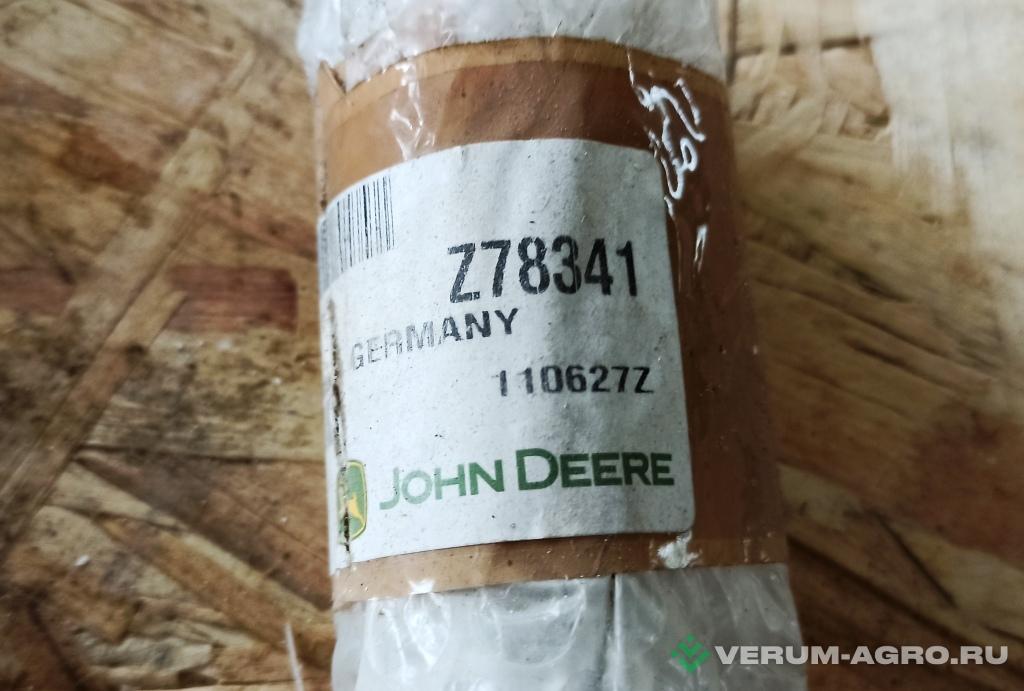 Z78341
GERMANY
110627Z
JOHN DEERE
VERUM-AGRO.RU